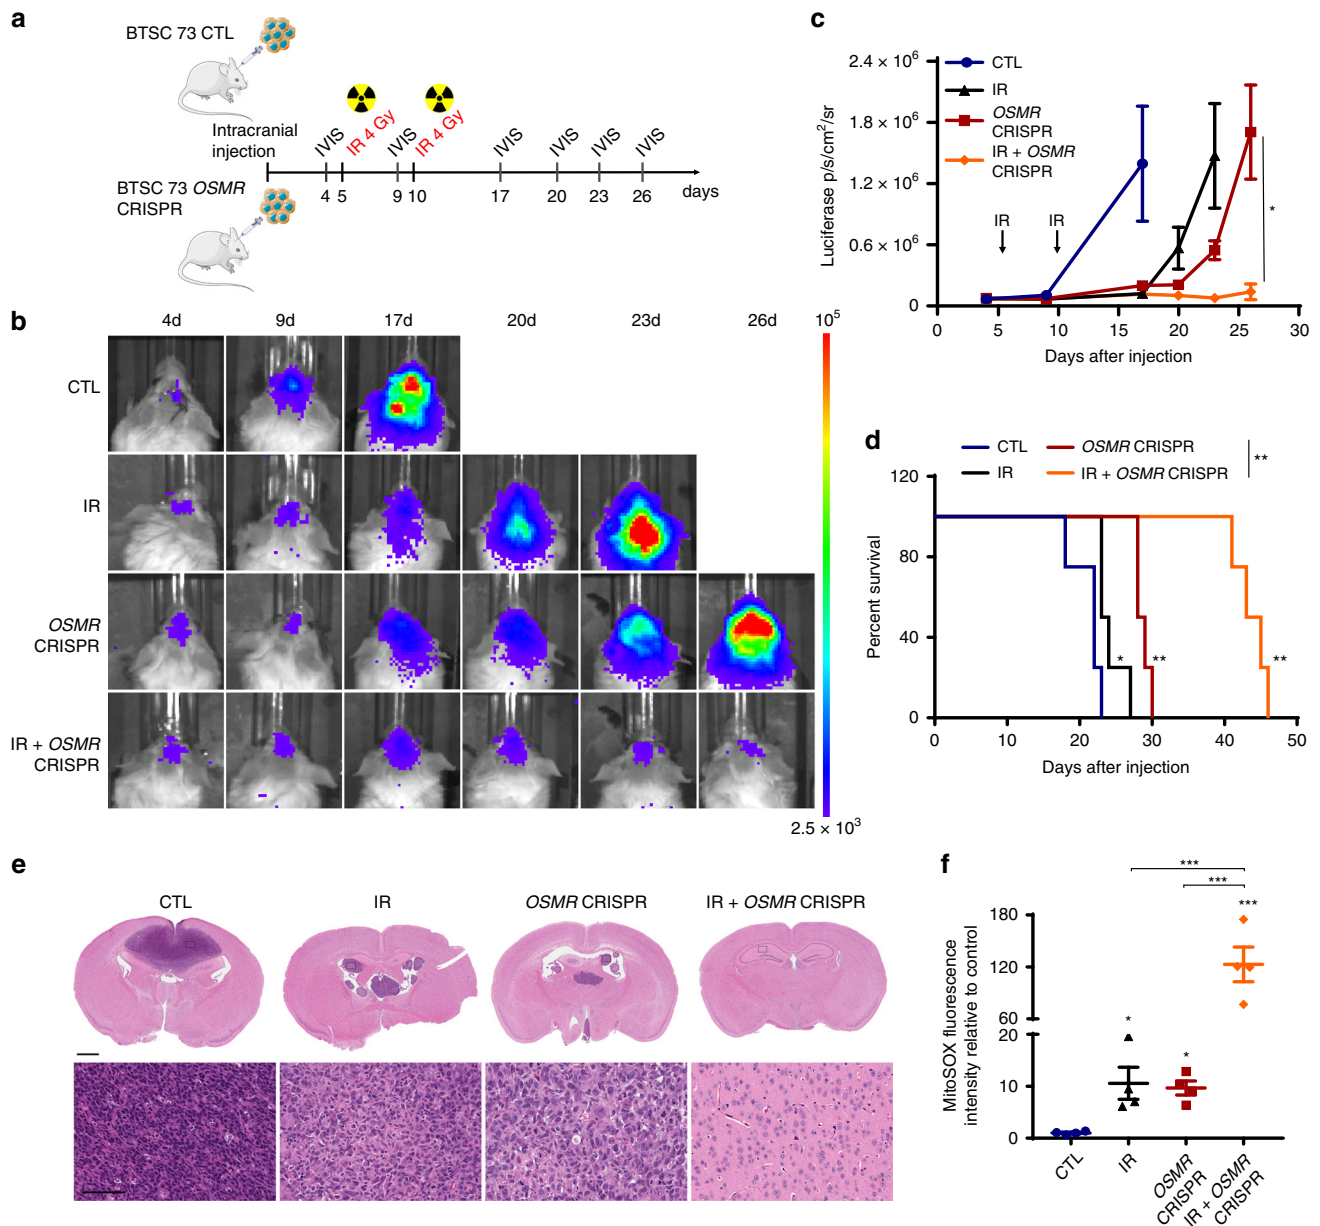 a
BTSC 73 CTL
Intracranial
injection
BTSC 73 OSMR
CRISPR
IVIS
IR 4 Gy
IVIS
IR 4 Gy
IVIS
IVIS
IVIS
IVIS
4 5 9 10 17 20 23 26 days
b
4d 9d 17d 20d 23d 26d
CTL
IR
OSMR
CRISPR
IR + OSMR
CRISPR
10⁵
2.5 × 10³
c
CTL
IR
OSMR
CRISPR
IR + OSMR
CRISPR
Luciferase p/s/cm²/sr
2.4 × 10⁶
1.8 × 10⁶
1.2 × 10⁶
0.6 × 10⁶
0
IR IR
*
0 5 10 15 20 25 30
Days after injection
d
CTL OSMR CRISPR
IR IR + OSMR CRISPR
**
Percent survival
120
80
40
0
* ** **
0 10 20 30 40 50
Days after injection
e
CTL IR OSMR CRISPR IR + OSMR CRISPR
f
***
***
***
MitoSOX fluorescence
intensity relative to control
180
120
60
20
10
0
*
*
CTL
IR
OSMR
CRISPR
IR + OSMR
CRISPR